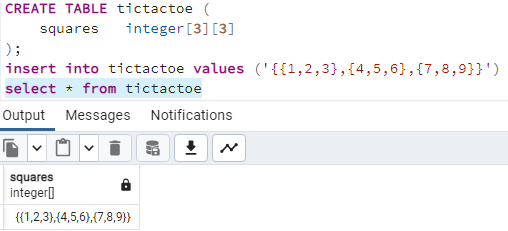 CREATE TABLE tictactoe (
squares integer[3][3]
);
insert into tictactoe values ('{{1,2,3},{4,5,6},{7,8,9}}')
select * from tictactoe
Output Messages Notifications
squares
integer[]
{{1,2,3},{4,5,6},{7,8,9}}